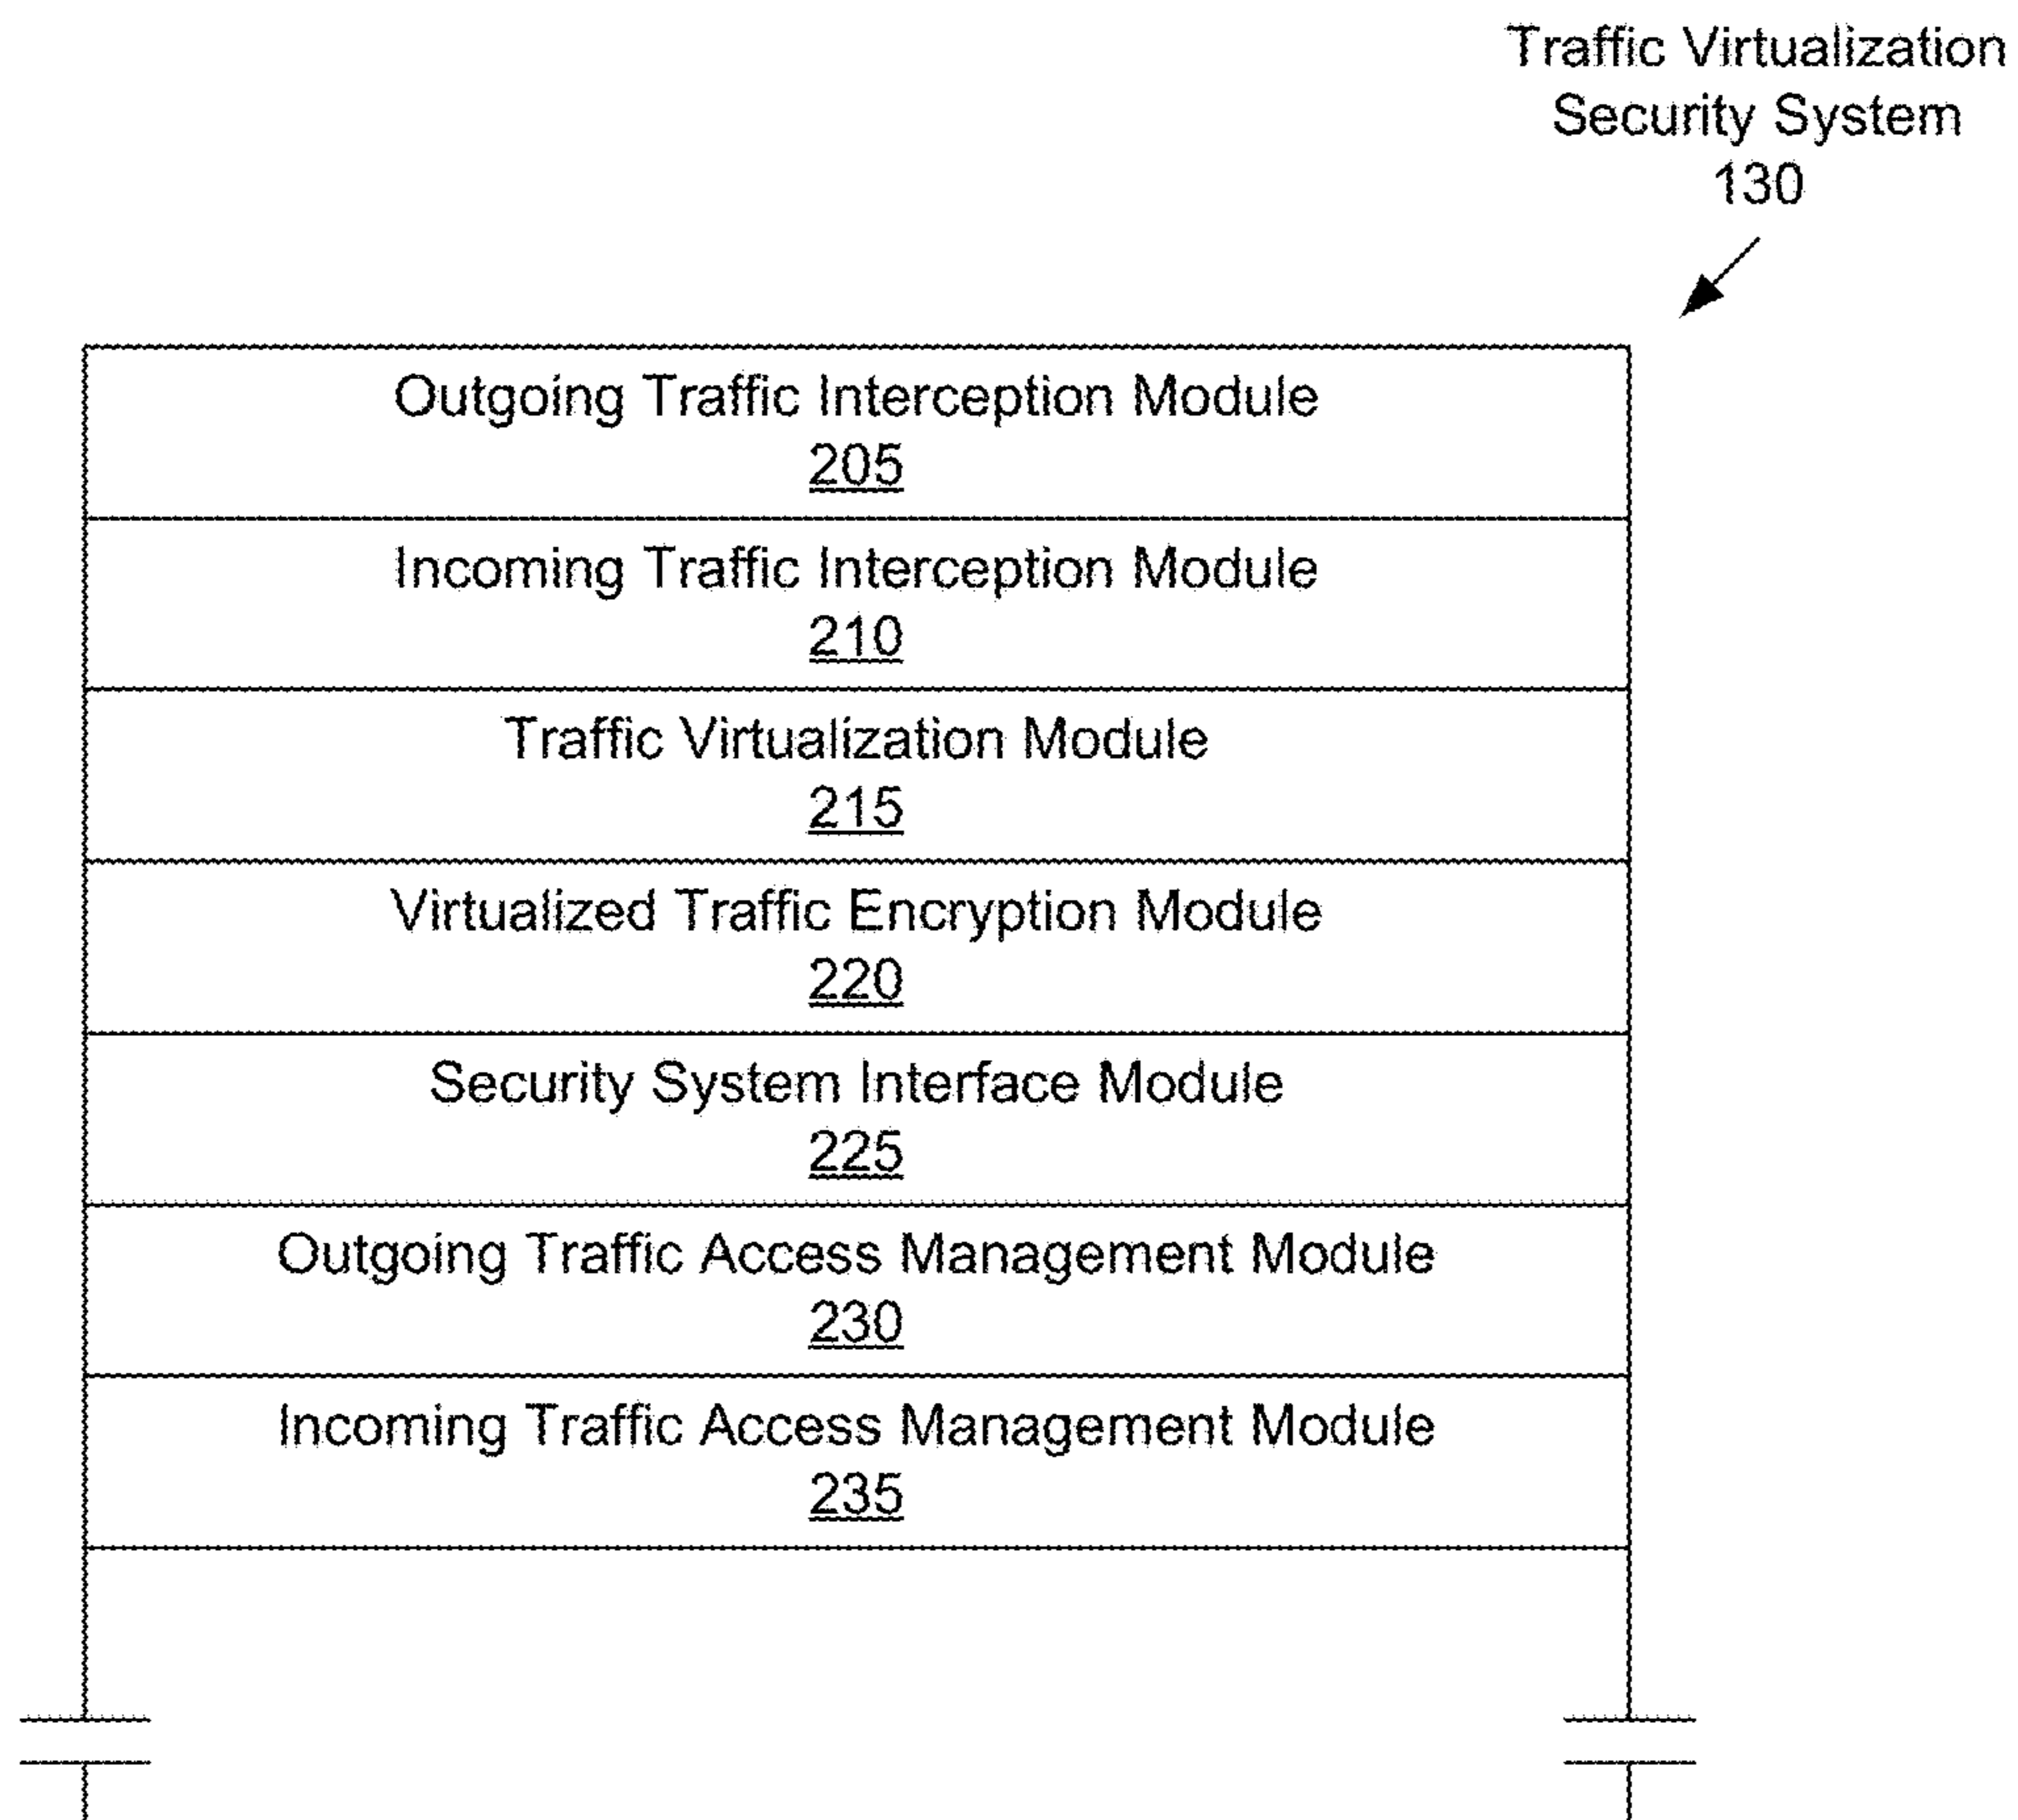 Traffic Virtualization
Security System
130
Outgoing Traffic Interception Module
205
Incoming Traffic Interception Module
210
Traffic Virtualization Module
215
Virtualized Traffic Encryption Module
220
Security System Interface Module
225
Outgoing Traffic Access Management Module
230
Incoming Traffic Access Management Module
235